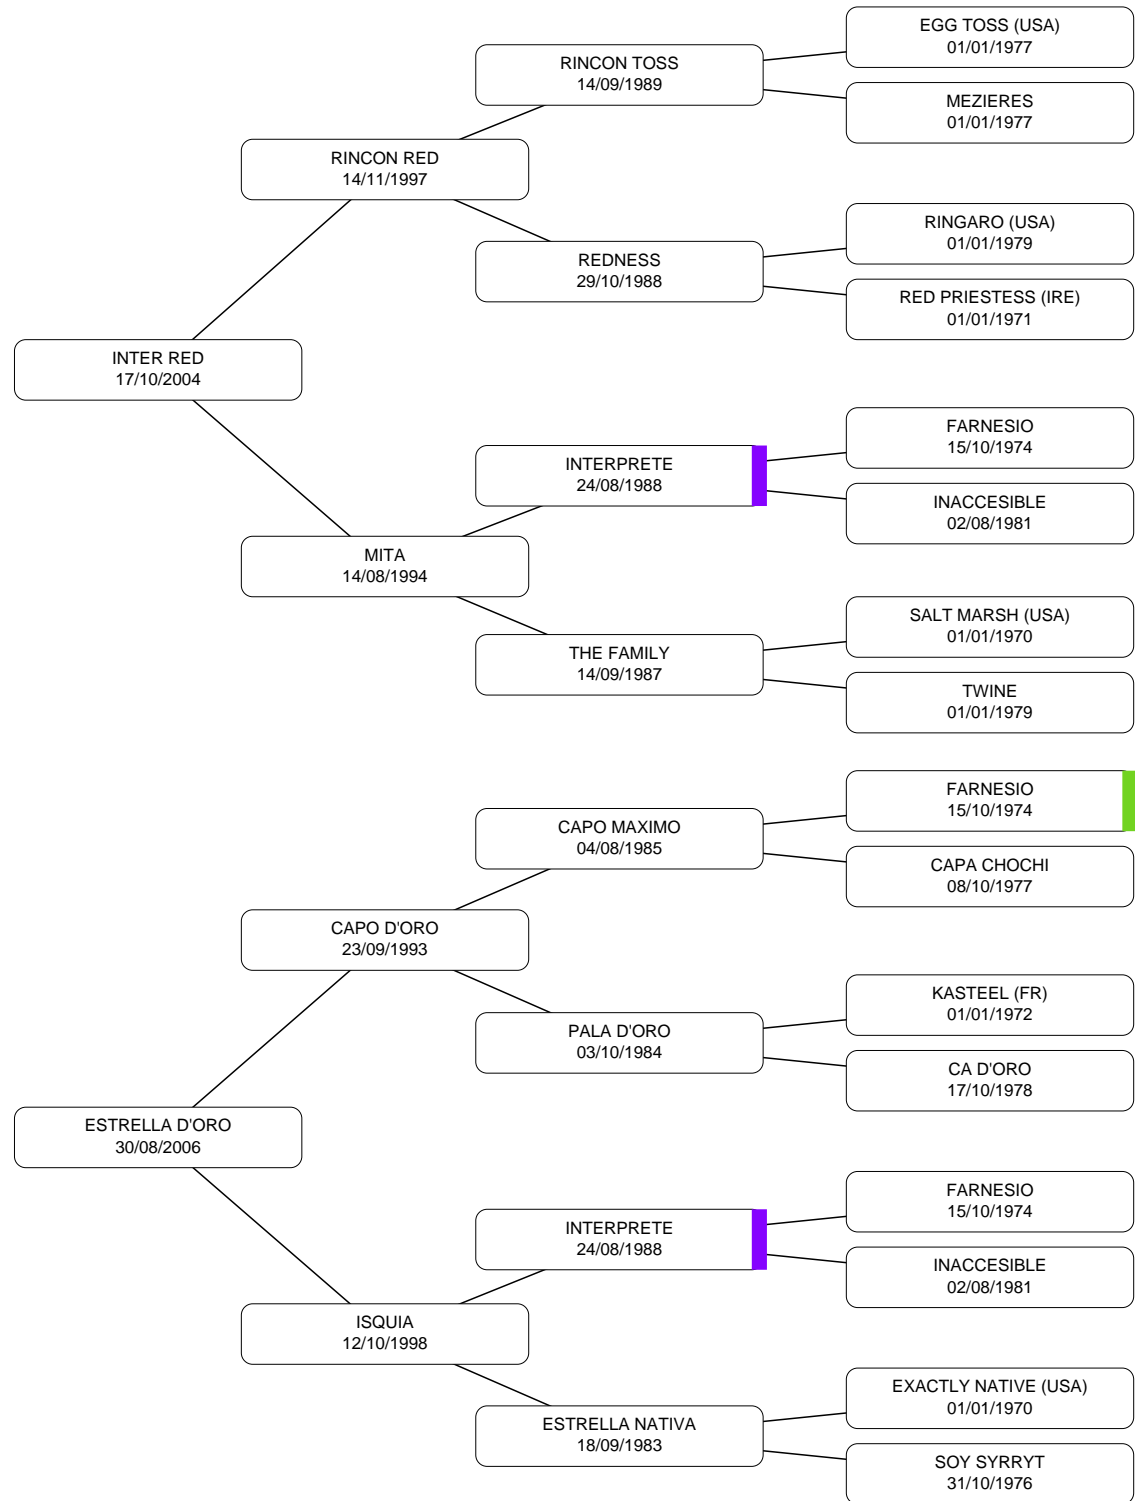 EGG TOSS (USA)
01/01/1977
RINCON TOSS
14/09/1989
MEZIERES
01/01/1977
RINCON RED
14/11/1997
RINGARO (USA)
01/01/1979
REDNESS
29/10/1988
RED PRIESTESS (IRE)
01/01/1971
INTER RED
17/10/2004
FARNESIO
15/10/1974
INTERPRETE
24/08/1988
INACCESIBLE
02/08/1981
MITA
14/08/1994
SALT MARSH (USA)
01/01/1970
THE FAMILY
14/09/1987
TWINE
01/01/1979
FARNESIO
15/10/1974
CAPO MAXIMO
04/08/1985
CAPA CHOCHI
08/10/1977
CAPO D'ORO
23/09/1993
KASTEEL (FR)
01/01/1972
PALA D'ORO
03/10/1984
CA D'ORO
17/10/1978
ESTRELLA D'ORO
30/08/2006
FARNESIO
15/10/1974
INTERPRETE
24/08/1988
INACCESIBLE
02/08/1981
ISQUIA
12/10/1998
EXACTLY NATIVE (USA)
01/01/1970
ESTRELLA NATIVA
18/09/1983
SOY SYRRYT
31/10/1976